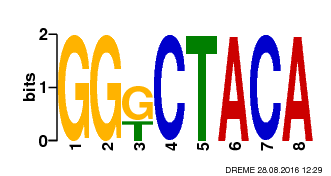 2
bits
1
0
GGGCTACA
T
1 2 3 4 5 6 7 8
DREME 28.08.2016 12:29